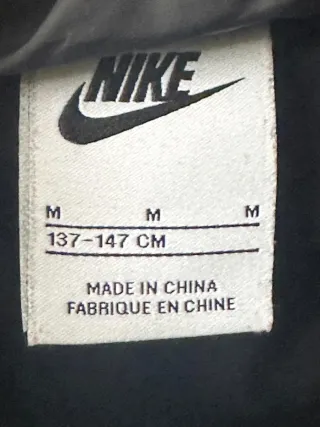 NIKE
M M M
137-147 CM
MADE IN CHINA
FABRIQUE EN CHINE